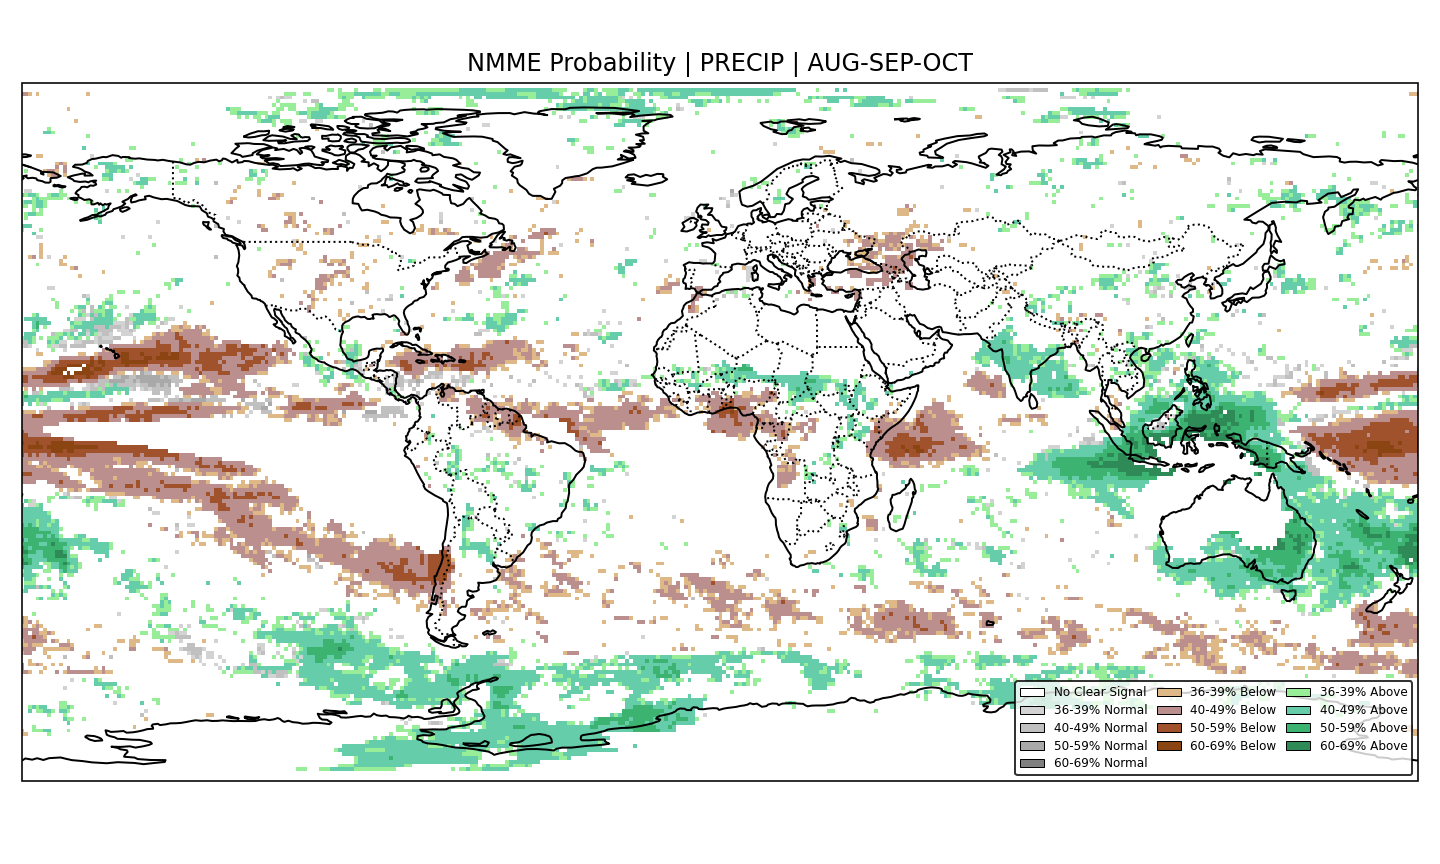 NMME Probability | PRECIP | AUG-SEP-OCT
No Clear Signal
36-39% Normal
40-49% Normal
50-59% Normal
60-69% Normal
36-39% Below
40-49% Below
50-59% Below
60-69% Below
36-39% Above
40-49% Above
50-59% Above
60-69% Above